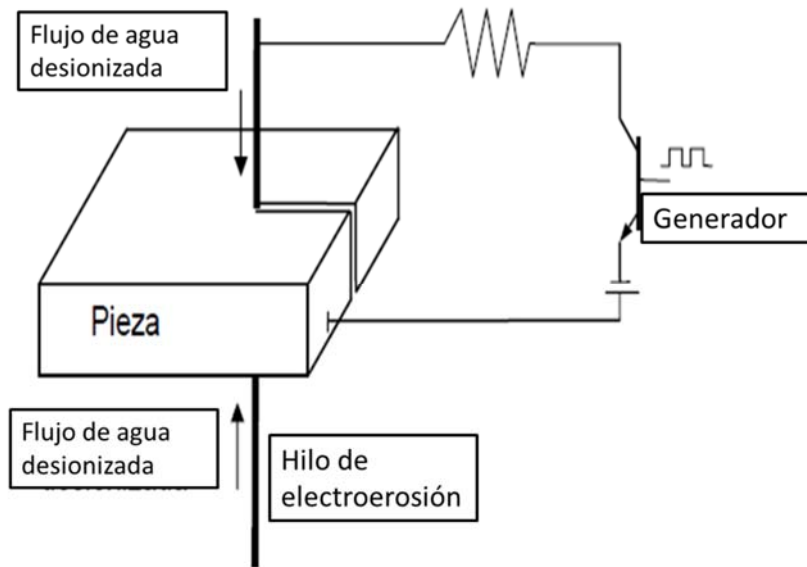 Flujo de agua
desionizada
Generador
Pieza
Flujo de agua
desionizada
Hilo de
electroerosión